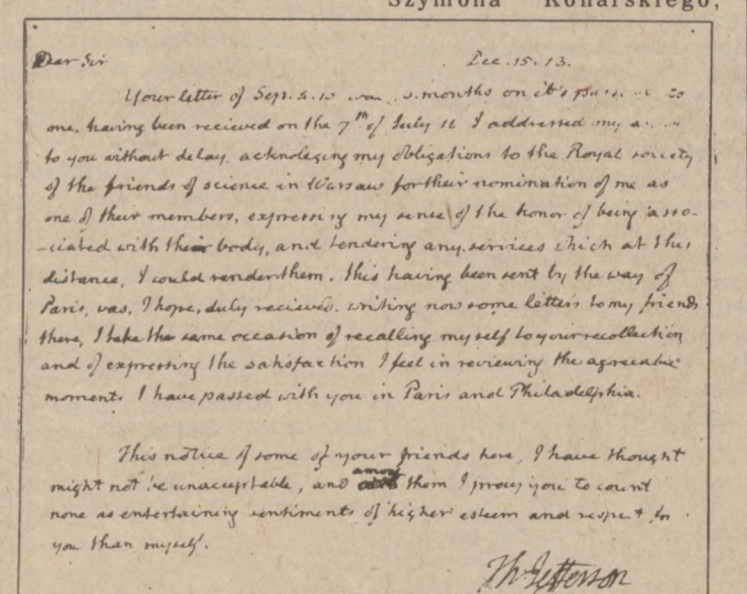 Szymona Konarskiego,
Dear Sir Dec. 15. 13.
Your letter of Sep. 2. 10 was months on it's to
me, having been recieved on the 7th of July 11 I addressed my
to you without delay, acknoleging my obligations to the Royal society
of the friends of science in Warsaw for their nomination of me as
one of their members, expressing my sense of the honor of being asso-
-ciated with their body, and tendering any services which at this
distance, I could render them. this having been sent by the way of
Paris, was, I hope, duly recieved. writing now some letters to my friends
there, I take the same occasion of recalling myself to your recollection
and of expressing the satisfaction I feel in reviewing the agreeable
moments I have passed with you in Paris and Philadelphia.
This notice of some of your friends here, I have thought
might not be unacceptable, and among them I pray you to count
none as entertaining sentiments of higher esteem and respect for
you than myself.
Th Jefferson